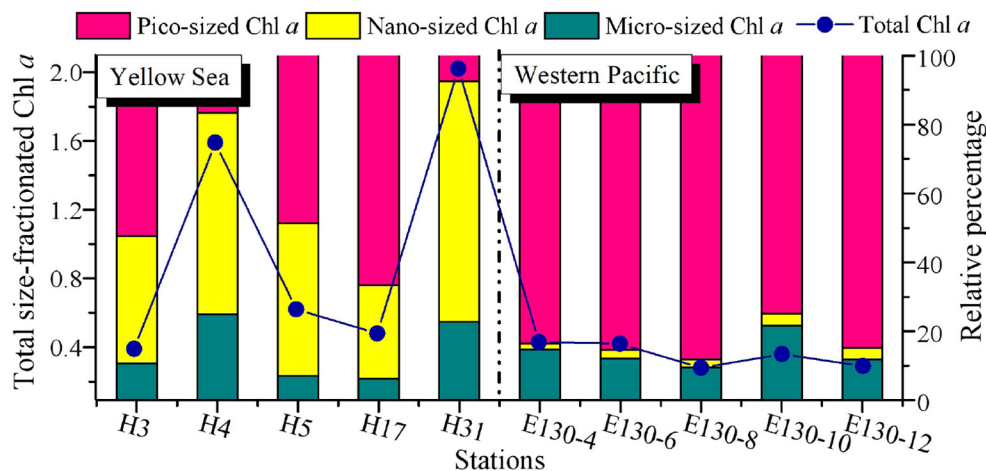 Pico-sized Chl a Nano-sized Chl a Micro-sized Chl a Total Chl a
Yellow Sea
Western Pacific
Total size-fractionated Chl a
2.0
1.6
1.2
0.8
0.4
100
80
60
40
20
0
Relative percentage
H3 H4 H5 H17 H31 E130-4 E130-6 E130-8 E130-10 E130-12
Stations